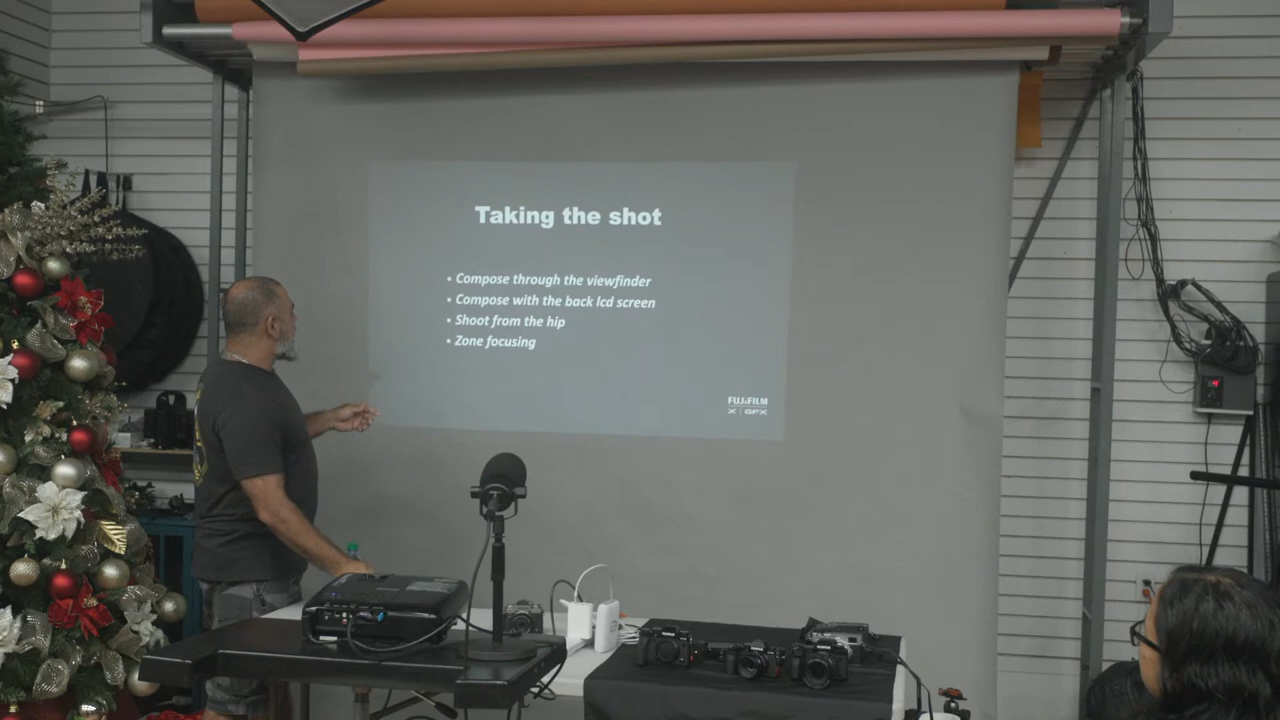 Taking the shot
• Compose through the viewfinder
• Compose with the back lcd screen
• Shoot from the hip
• Zone focusing
FUJIFILM
X | GFX